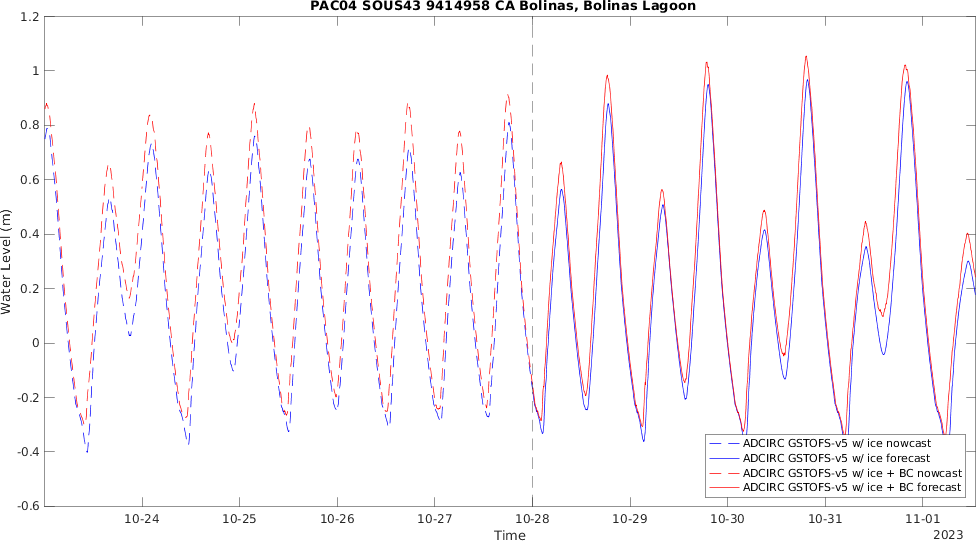 PAC04 SOUS43 9414958 CA Bolinas, Bolinas Lagoon
1.2
1
0.8
0.6
0.4
0.2
0
-0.2
-0.4
-0.6
Water Level (m)
10-24
10-25
10-26
10-27
10-28
10-29
10-30
10-31
11-01
Time
2023
ADCIRC GSTOFS-v5 w/ ice nowcast
ADCIRC GSTOFS-v5 w/ ice forecast
ADCIRC GSTOFS-v5 w/ ice + BC nowcast
ADCIRC GSTOFS-v5 w/ ice + BC forecast